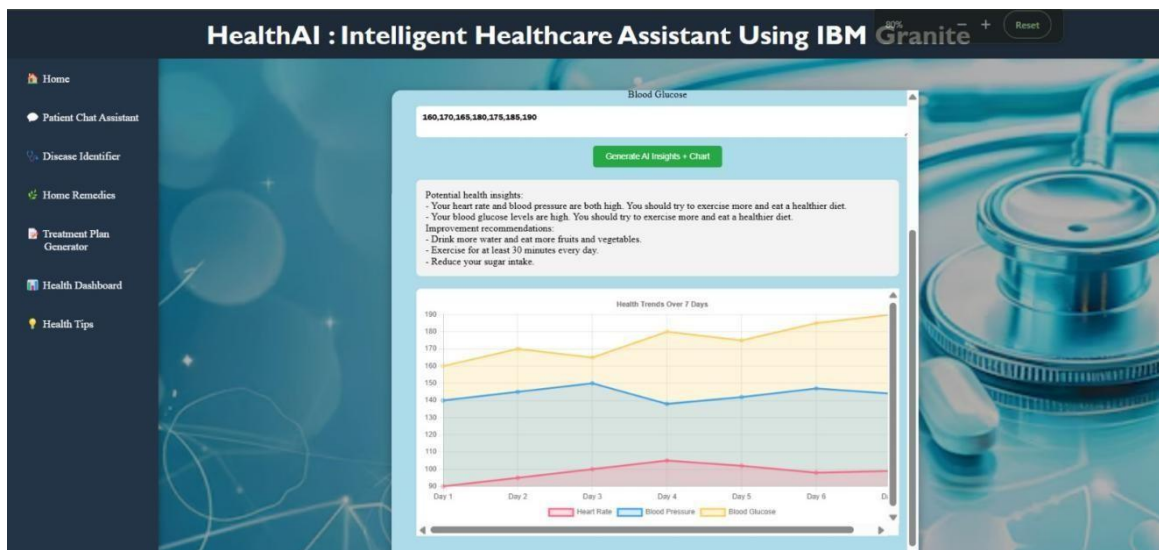 HealthAI : Intelligent Healthcare Assistant Using IBM Granite
80%
−
+
Reset
Home
Patient Chat Assistant
Disease Identifier
Home Remedies
Treatment Plan
Generator
Health Dashboard
Health Tips
Blood Glucose
160,170,165,180,175,185,190
Generate AI Insights + Chart
Potential health insights:
- Your heart rate and blood pressure are both high. You should try to exercise more and eat a healthier diet.
- Your blood glucose levels are high. You should try to exercise more and eat a healthier diet.
Improvement recommendations:
- Drink more water and eat more fruits and vegetables.
- Exercise for at least 30 minutes every day.
- Reduce your sugar intake.
Health Trends Over 7 Days
190
180
170
160
150
140
130
120
110
100
90
Day 1 Day 2 Day 3 Day 4 Day 5 Day 6
Heart Rate Blood Pressure Blood Glucose